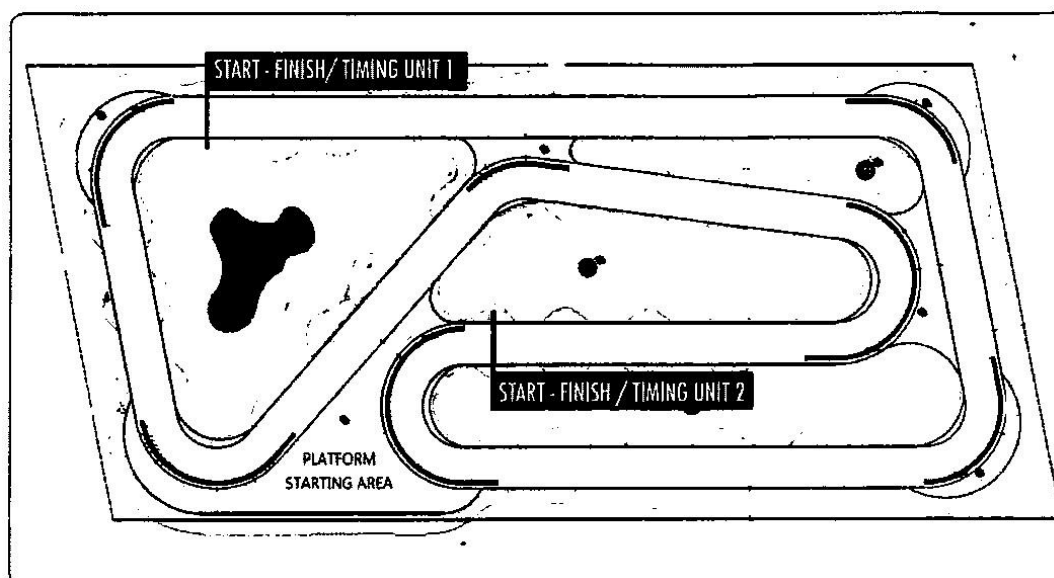 START - FINISH/ TIMING UNIT 1
START - FINISH / TIMING UNIT 2
PLATFORM
STARTING AREA